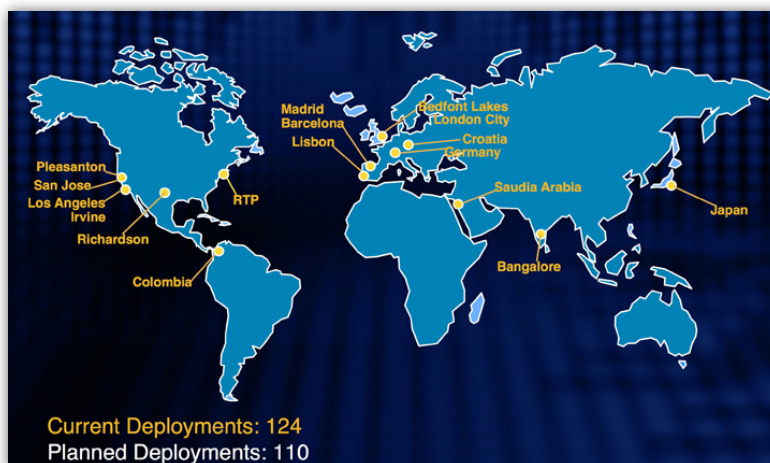 Madrid
Barcelona
Lisbon
Bedfont Lakes
London City
Croatia
Germany
Pleasanton
San Jose
Los Angeles
Irvine
Richardson
RTP
Saudia Arabia
Japan
Bangalore
Colombia
Current Deployments: 124
Planned Deployments: 110